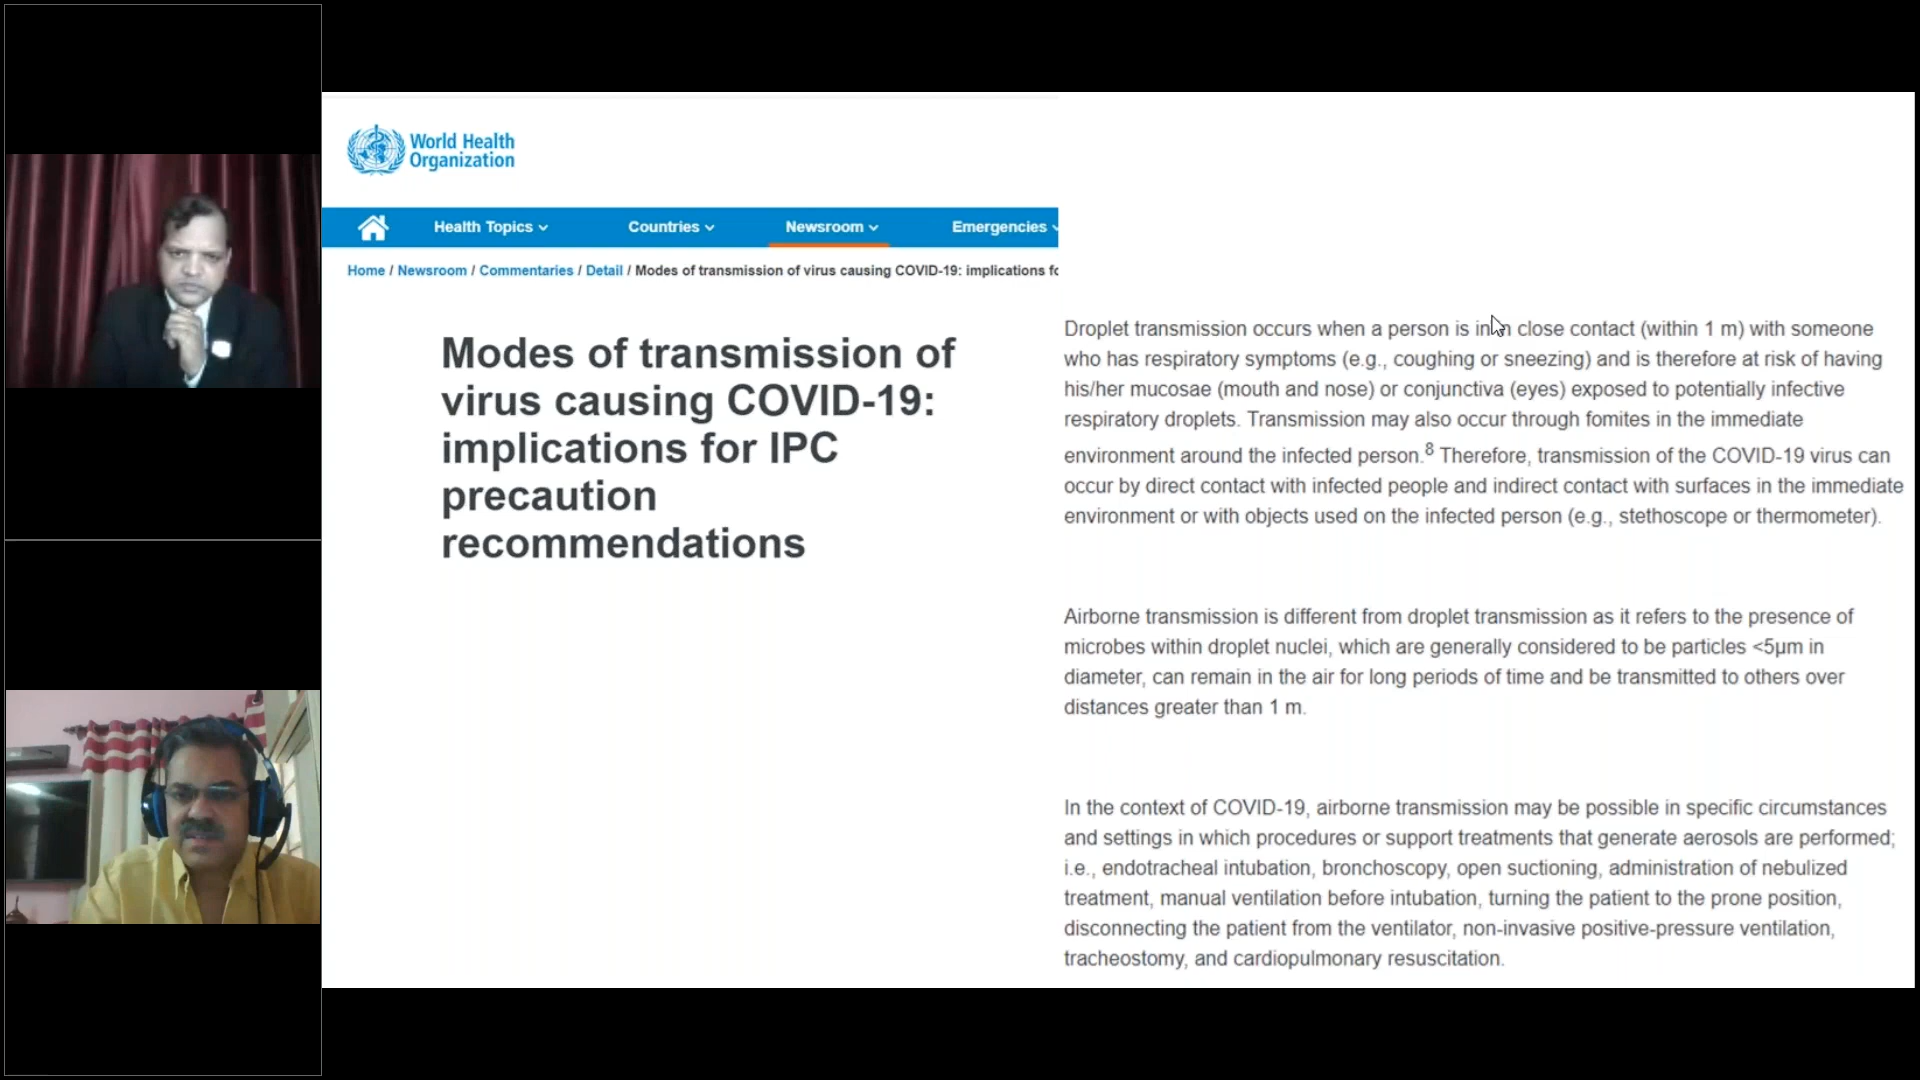 World Health
Organization
Health Topics
Countries
Newsroom
Emergencies
Home / Newsroom / Commentaries / Detail / Modes of transmission of virus causing COVID-19: implications fo
Modes of transmission of
virus causing COVID-19:
implications for IPC
precaution
recommendations
Droplet transmission occurs when a person is in in close contact (within 1 m) with someone
who has respiratory symptoms (e.g., coughing or sneezing) and is therefore at risk of having
his/her mucosae (mouth and nose) or conjunctiva (eyes) exposed to potentially infective
respiratory droplets. Transmission may also occur through fomites in the immediate
environment around the infected person.8 Therefore, transmission of the COVID-19 virus can
occur by direct contact with infected people and indirect contact with surfaces in the immediate
environment or with objects used on the infected person (e.g., stethoscope or thermometer).
Airborne transmission is different from droplet transmission as it refers to the presence of
microbes within droplet nuclei, which are generally considered to be particles <5μm in
diameter, can remain in the air for long periods of time and be transmitted to others over
distances greater than 1 m.
In the context of COVID-19, airborne transmission may be possible in specific circumstances
and settings in which procedures or support treatments that generate aerosols are performed;
i.e., endotracheal intubation, bronchoscopy, open suctioning, administration of nebulized
treatment, manual ventilation before intubation, turning the patient to the prone position,
disconnecting the patient from the ventilator, non-invasive positive-pressure ventilation,
tracheostomy, and cardiopulmonary resuscitation.